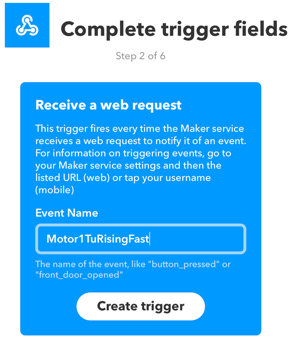 Complete trigger fields
Step 2 of 6
Receive a web request
This trigger fires every time the Maker service
receives a web request to notify it of an event.
For information on triggering events, go to
your Maker service settings and then the
listed URL (web) or tap your username
(mobile)
Event Name
Motor1TuRisingFast
The name of the event, like "button_pressed" or
"front_door_opened"
Create trigger